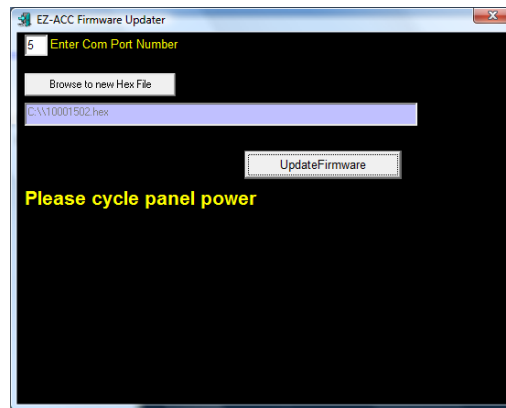 EZ-ACC Firmware Updater
5 Enter Com Port Number
Browse to new Hex File
C:\\10001502.hex
UpdateFirmware
Please cycle panel power